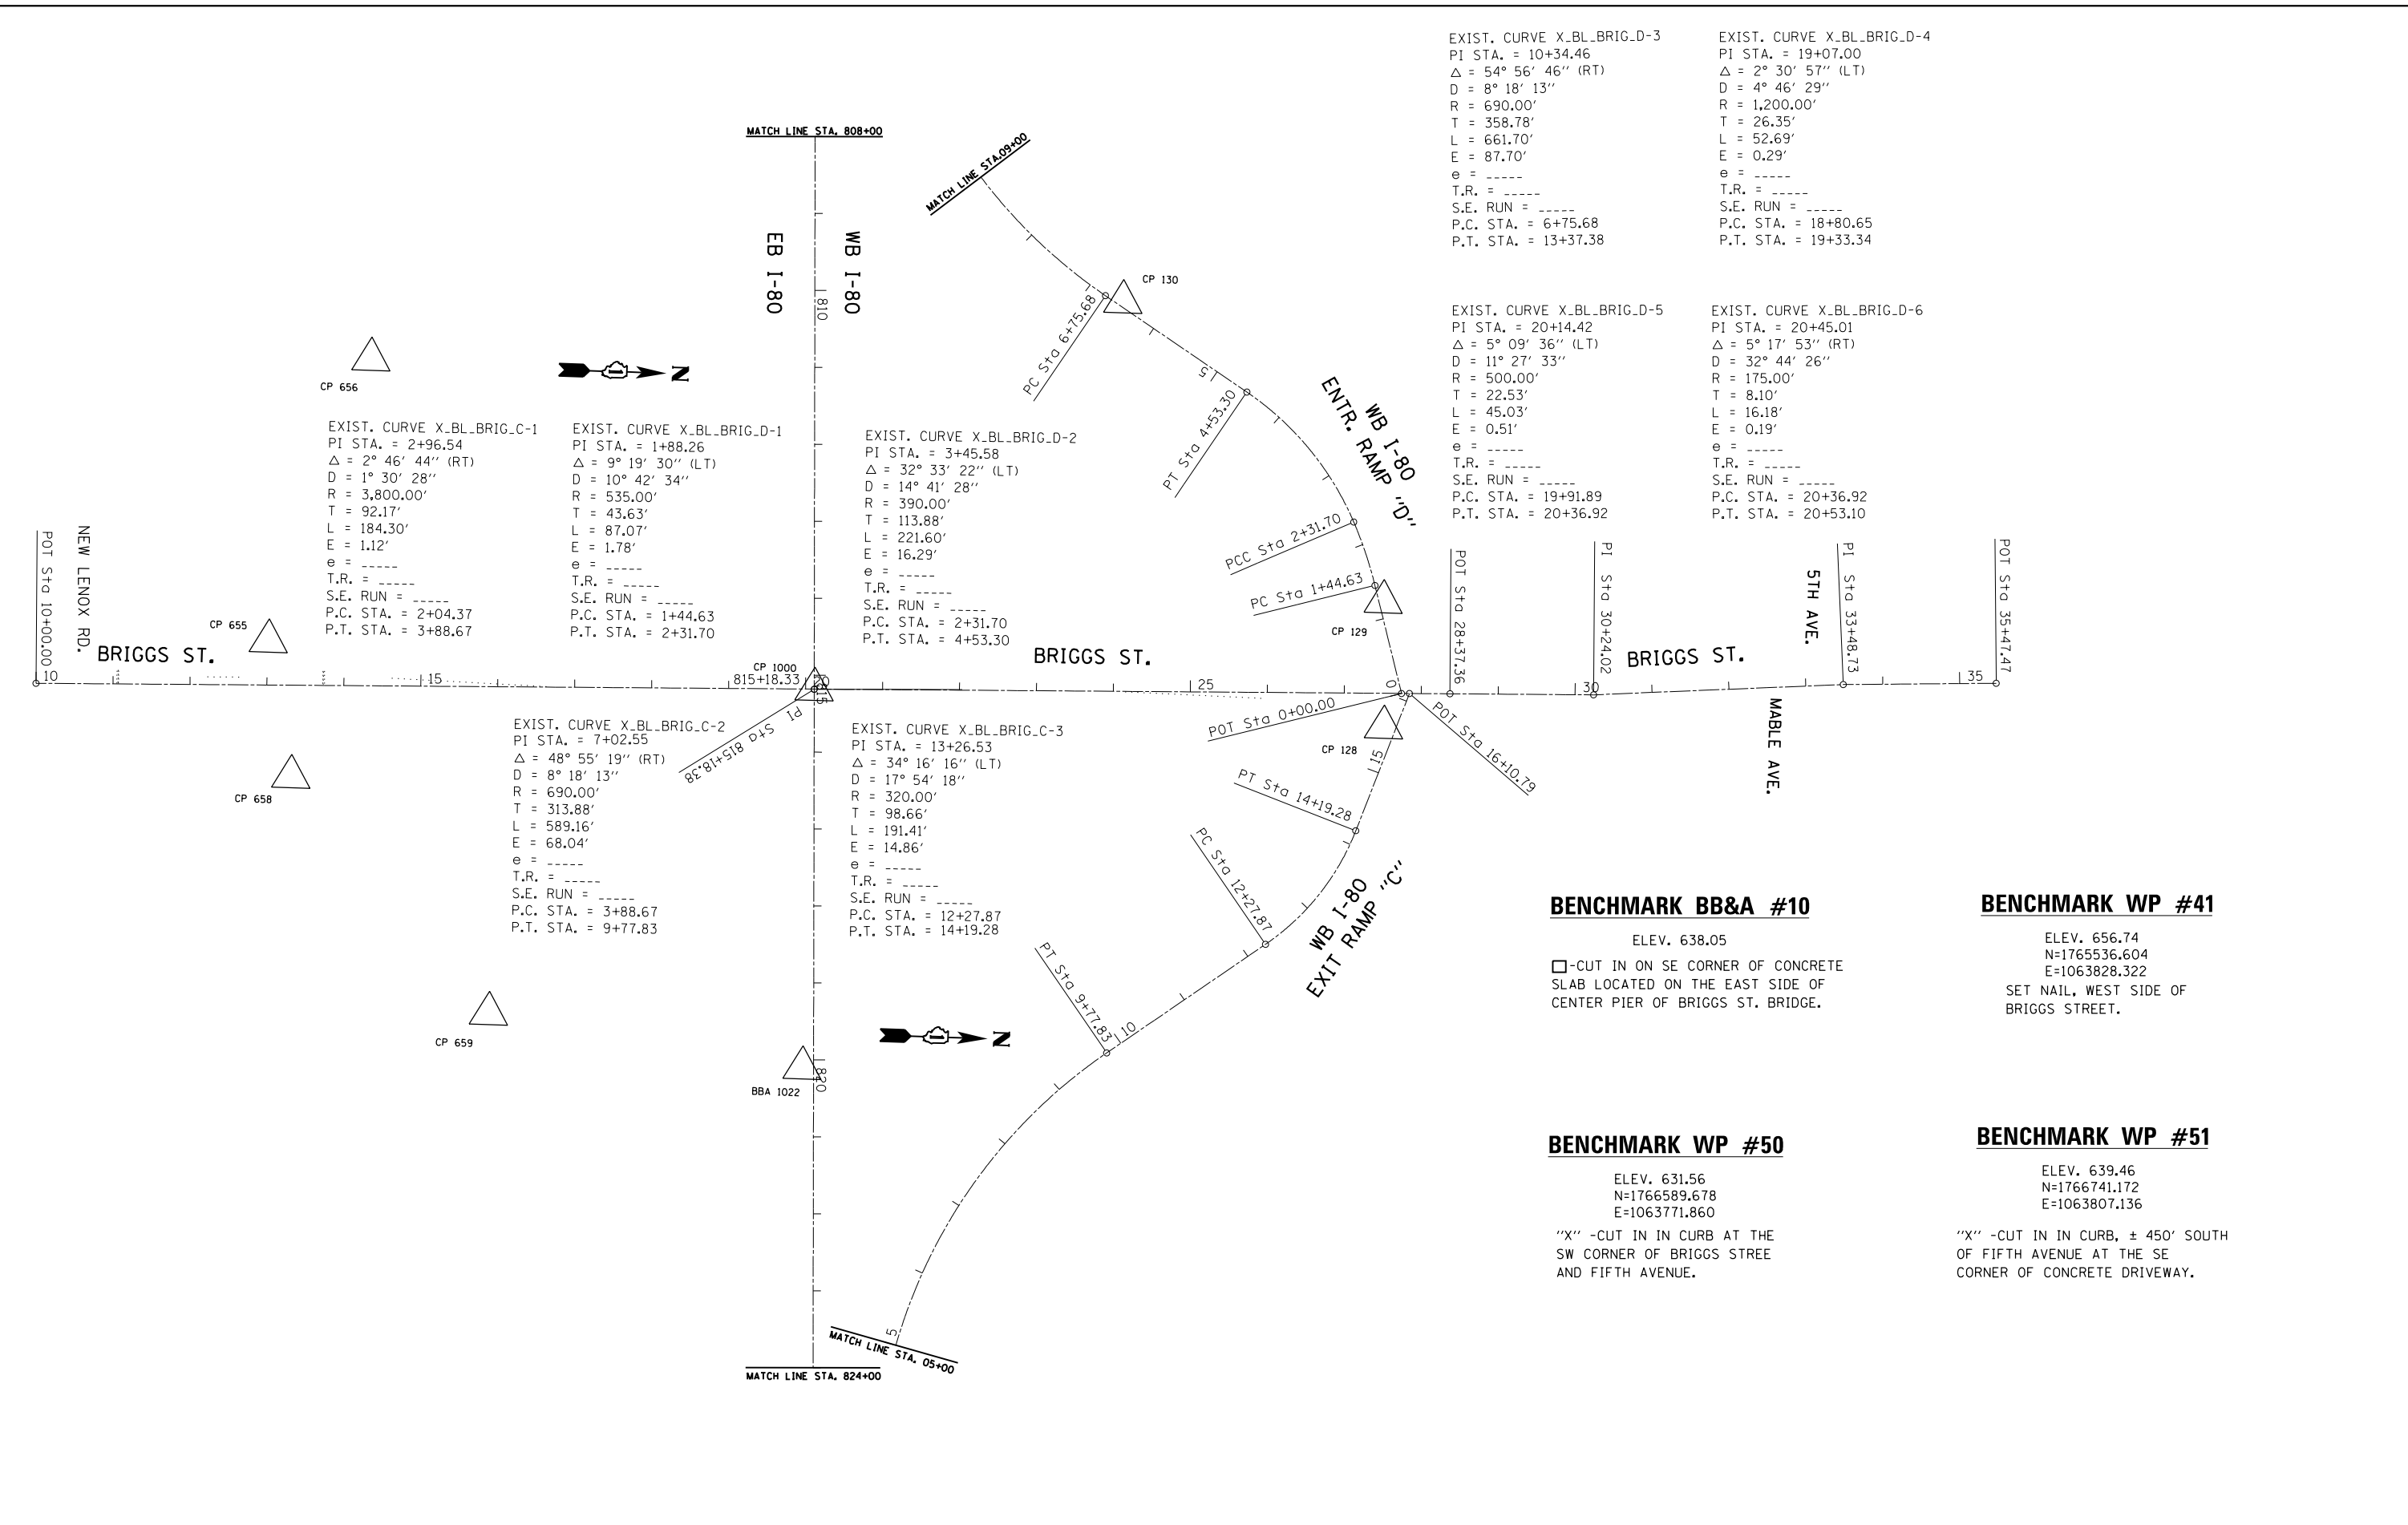 EXIST. CURVE X_BL_BRIG_D-3
PI STA. = 10+34.46
△ = 54° 56' 46'' (RT)
D = 8° 18' 13''
R = 690.00'
T = 358.78'
L = 661.70'
E = 87.70'
e = _____
T.R. = _____
S.E. RUN = _____
P.C. STA. = 6+75.68
P.T. STA. = 13+37.38
EXIST. CURVE X_BL_BRIG_D-4
PI STA. = 19+07.00
△ = 2° 30' 57'' (LT)
D = 4° 46' 29''
R = 1,200.00'
T = 26.35'
L = 52.69'
E = 0.29'
e = _____
T.R. = _____
S.E. RUN = _____
P.C. STA. = 18+80.65
P.T. STA. = 19+33.34
MATCH LINE STA. 808+00
MATCH LINE STA.09+00
EB I-80
WB I-80
810
CP 130
PC Sta 6+75.68
5
PT Sta 4+53.30
WB I-80
ENTR. RAMP "D"
EXIST. CURVE X_BL_BRIG_D-5
PI STA. = 20+14.42
△ = 5° 09' 36'' (LT)
D = 11° 27' 33''
R = 500.00'
T = 22.53'
L = 45.03'
E = 0.51'
e = _____
T.R. = _____
S.E. RUN = _____
P.C. STA. = 19+91.89
P.T. STA. = 20+36.92
EXIST. CURVE X_BL_BRIG_D-6
PI STA. = 20+45.01
△ = 5° 17' 53'' (RT)
D = 32° 44' 26''
R = 175.00'
T = 8.10'
L = 16.18'
E = 0.19'
e = _____
T.R. = _____
S.E. RUN = _____
P.C. STA. = 20+36.92
P.T. STA. = 20+53.10
CP 656
N
EXIST. CURVE X_BL_BRIG_C-1
PI STA. = 2+96.54
△ = 2° 46' 44'' (RT)
D = 1° 30' 28''
R = 3,800.00'
T = 92.17'
L = 184.30'
E = 1.12'
e = _____
T.R. = _____
S.E. RUN = _____
P.C. STA. = 2+04.37
P.T. STA. = 3+88.67
EXIST. CURVE X_BL_BRIG_D-1
PI STA. = 1+88.26
△ = 9° 19' 30'' (LT)
D = 10° 42' 34''
R = 535.00'
T = 43.63'
L = 87.07'
E = 1.78'
e = _____
T.R. = _____
S.E. RUN = _____
P.C. STA. = 1+44.63
P.T. STA. = 2+31.70
EXIST. CURVE X_BL_BRIG_D-2
PI STA. = 3+45.58
△ = 32° 33' 22'' (LT)
D = 14° 41' 28''
R = 390.00'
T = 113.88'
L = 221.60'
E = 16.29'
e = _____
T.R. = _____
S.E. RUN = _____
P.C. STA. = 2+31.70
P.T. STA. = 4+53.30
PCC Sta 2+31.70
PC Sta 1+44.63
CP 129
POT Sta 10+00.00
NEW LENOX RD.
CP 655
BRIGGS ST.
10
15
CP 1000
815+18.33
BRIGGS ST.
25
0
POT Sta 28+37.36
PI Sta 30+24.02
30
BRIGGS ST.
5TH AVE.
PI Sta 33+48.73
35
POT Sta 35+47.47
MABLE AVE.
PI Sta 815+18.38
POT Sta 0+00.00
POT Sta 16+10.79
CP 128
15
PT Sta 14+19.28
CP 658
EXIST. CURVE X_BL_BRIG_C-2
PI STA. = 7+02.55
△ = 48° 55' 19'' (RT)
D = 8° 18' 13''
R = 690.00'
T = 313.88'
L = 589.16'
E = 68.04'
e = _____
T.R. = _____
S.E. RUN = _____
P.C. STA. = 3+88.67
P.T. STA. = 9+77.83
EXIST. CURVE X_BL_BRIG_C-3
PI STA. = 13+26.53
△ = 34° 16' 16'' (LT)
D = 17° 54' 18''
R = 320.00'
T = 98.66'
L = 191.41'
E = 14.86'
e = _____
T.R. = _____
S.E. RUN = _____
P.C. STA. = 12+27.87
P.T. STA. = 14+19.28
PC Sta 12+27.87
WB I-80
EXIT RAMP "C"
PT Sta 9+77.83
10
N
CP 659
BBA 1022
820
BENCHMARK BB&A #10
ELEV. 638.05
□-CUT IN ON SE CORNER OF CONCRETE
SLAB LOCATED ON THE EAST SIDE OF
CENTER PIER OF BRIGGS ST. BRIDGE.
BENCHMARK WP #41
ELEV. 656.74
N=1765536.604
E=1063828.322
SET NAIL, WEST SIDE OF
BRIGGS STREET.
BENCHMARK WP #50
ELEV. 631.56
N=1766589.678
E=1063771.860
''X'' -CUT IN IN CURB AT THE
SW CORNER OF BRIGGS STREE
AND FIFTH AVENUE.
BENCHMARK WP #51
ELEV. 639.46
N=1766741.172
E=1063807.136
''X'' -CUT IN IN CURB, ± 450' SOUTH
OF FIFTH AVENUE AT THE SE
CORNER OF CONCRETE DRIVEWAY.
5
MATCH LINE STA. 05+00
MATCH LINE STA. 824+00